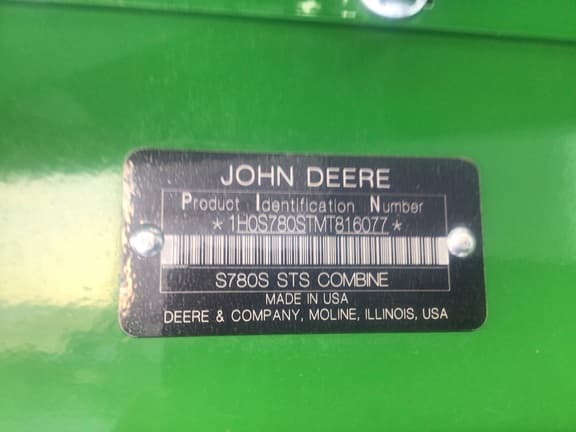 JOHN DEERE
Product Identification Number
*1H0S780STMT816077*
S780S STS COMBINE
MADE IN USA
DEERE & COMPANY, MOLINE, ILLINOIS, USA